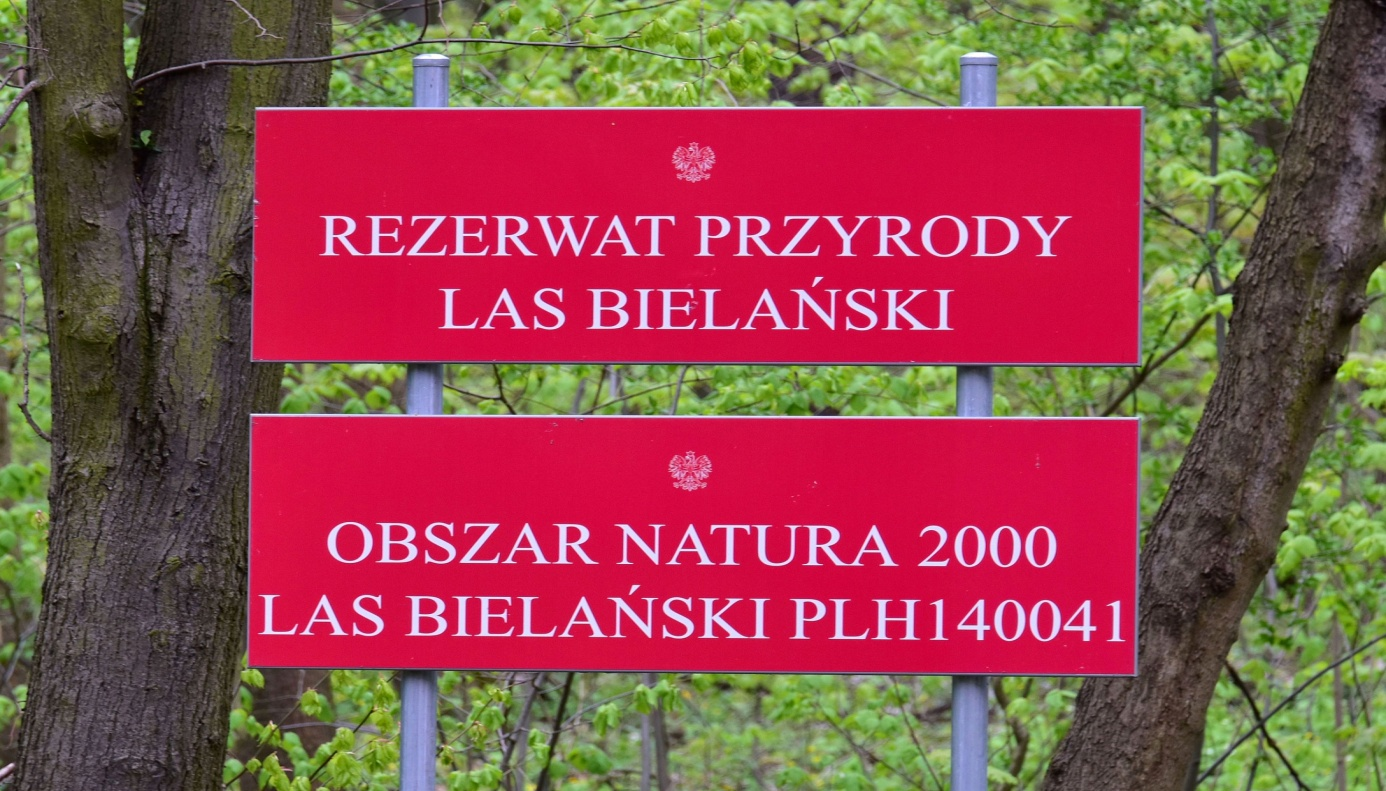 REZERWAT PRZYRODY
LAS BIELAŃSKI
OBSZAR NATURA 2000
LAS BIELAŃSKI PLH140041